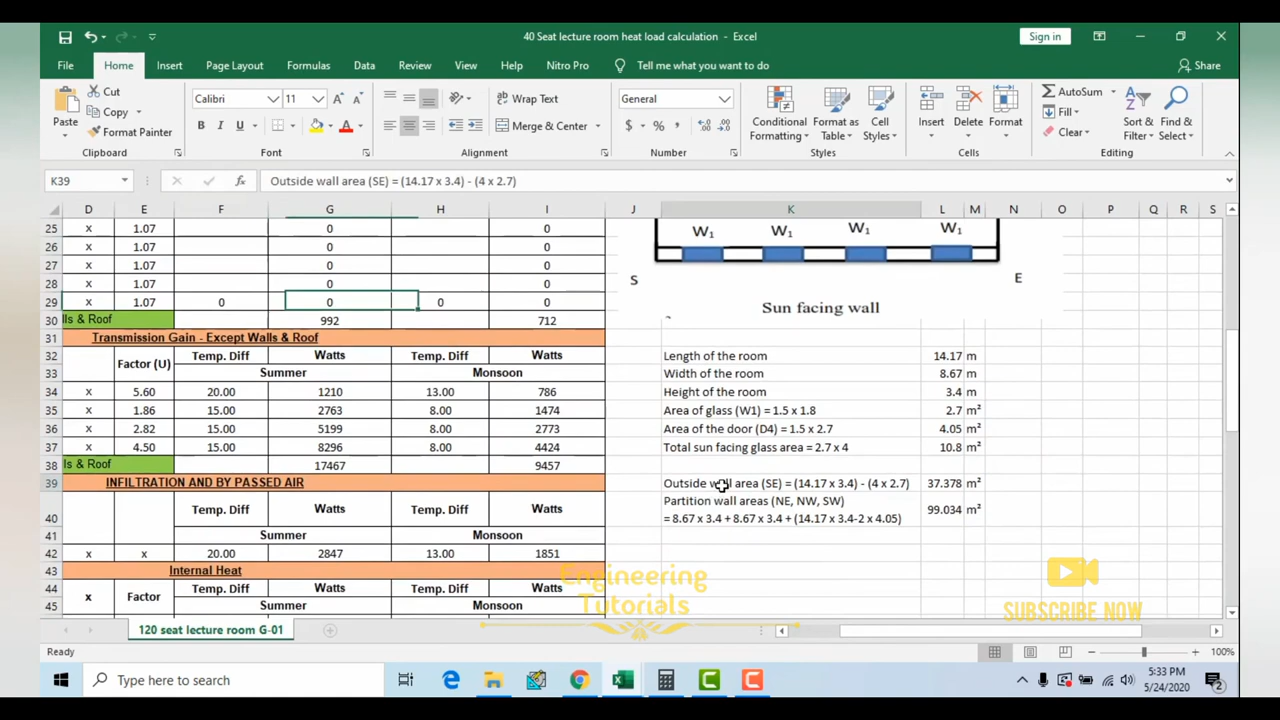 40 Seat lecture room heat load calculation - Excel
Sign in
File Home Insert Page Layout Formulas Data Review View Help Nitro Pro Tell me what you want to do Share
Paste
Cut
Copy
Format Painter
Clipboard
Calibri 11 A A
B I U A
Font
Wrap Text
Merge & Center
Alignment
General
$ % , .00
Number
Conditional Formatting
Format as Table
Cell Styles
Styles
Insert Delete Format
Cells
AutoSum
Fill
Clear
Sort & Filter
Find & Select
Editing
K39 fx Outside wall area (SE) = (14.17 x 3.4) - (4 x 2.7)
D E F G H I J K L M N O P Q R S
25 x 1.07 0 0
26 x 1.07 0 0
27 x 1.07 0 0
28 x 1.07 0 0
29 x 1.07 0 0 0 0
30 lls & Roof 992 712
31 Transmission Gain - Except Walls & Roof
32 Factor (U) Temp. Diff Watts Temp. Diff Watts
33 Summer Monsoon
34 x 5.60 20.00 1210 13.00 786
35 x 1.86 15.00 2763 8.00 1474
36 x 2.82 15.00 5199 8.00 2773
37 x 4.50 15.00 8296 8.00 4424
38 ls & Roof 17467 9457
39 INFILTRATION AND BY PASSED AIR
40 Temp. Diff Watts Temp. Diff Watts
41 Summer Monsoon
42 x x 20.00 2847 13.00 1851
43 Internal Heat
44 x Factor Temp. Diff Watts Temp. Diff Watts
45 Summer Monsoon
W1 W1 W1 W1
S E
Sun facing wall
Length of the room 14.17 m
Width of the room 8.67 m
Height of the room 3.4 m
Area of glass (W1) = 1.5 x 1.8 2.7 m²
Area of the door (D4) = 1.5 x 2.7 4.05 m²
Total sun facing glass area = 2.7 x 4 10.8 m²
Outside wall area (SE) = (14.17 x 3.4) - (4 x 2.7) 37.378 m²
Partition wall areas (NE, NW, SW)
= 8.67 x 3.4 + 8.67 x 3.4 + (14.17 x 3.4-2 x 4.05) 99.034 m²
Engineering
Tutorials
SUBSCRIBE NOW
120 seat lecture room G-01
Ready 100%
Type here to search
5:33 PM
5/24/2020
2